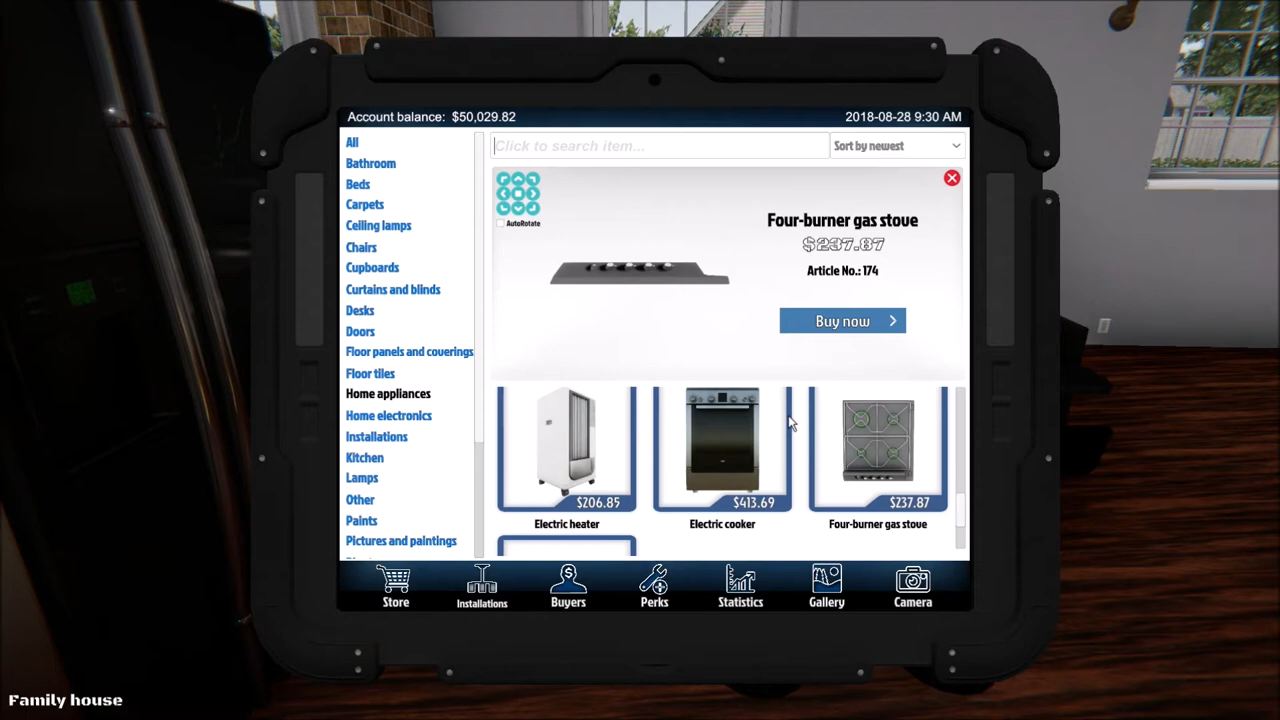 Account balance: $50,029.82
2018-08-28 9:30 AM
All
Bathroom
Beds
Carpets
Ceiling lamps
Chairs
Cupboards
Curtains and blinds
Desks
Doors
Floor panels and coverings
Floor tiles
Home appliances
Home electronics
Installations
Kitchen
Lamps
Other
Paints
Pictures and paintings
Click to search item...
Sort by newest
AutoRotate
Four-burner gas stove
$237.87
Article No.: 174
Buy now
$206.85
$413.69
$237.87
Electric heater
Electric cooker
Four-burner gas stove
Store
Installations
Buyers
Perks
Statistics
Gallery
Camera
Family house